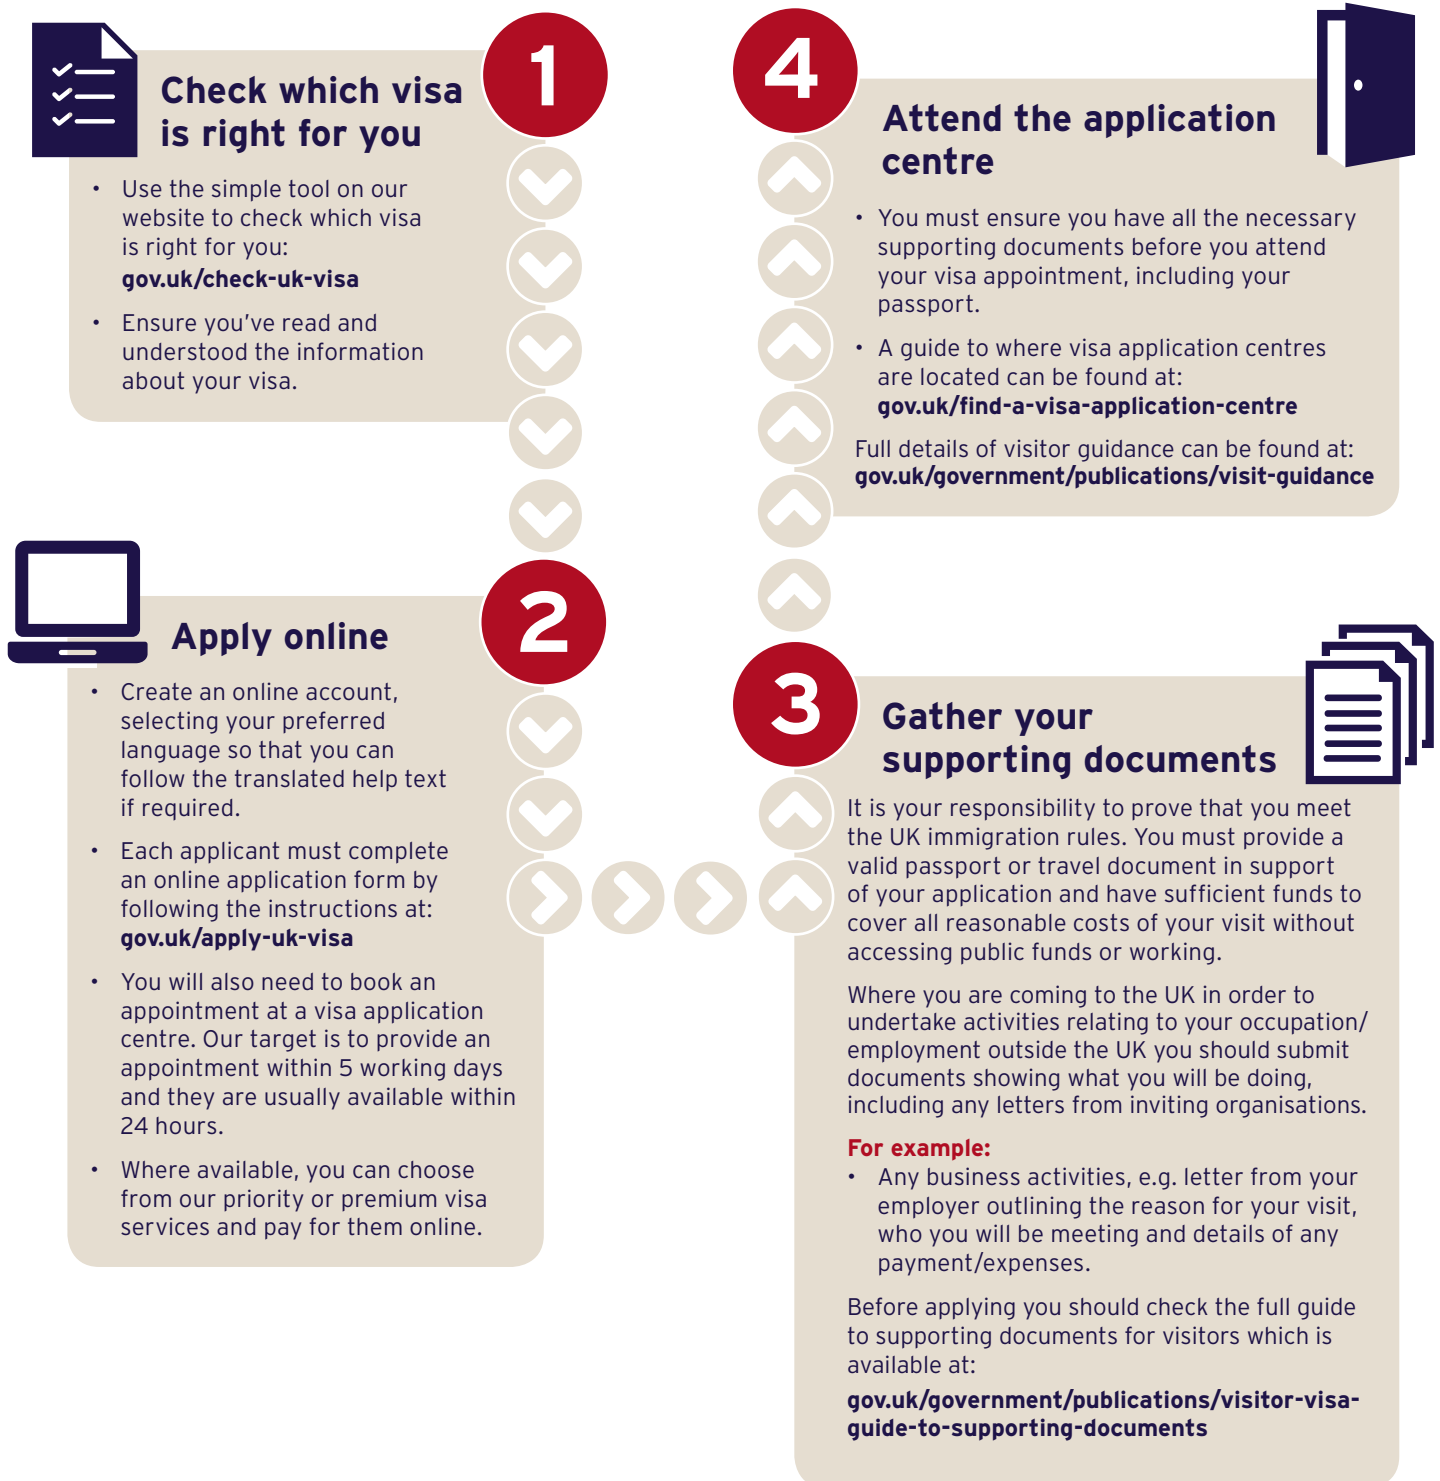 1
Check which visa
is right for you
• Use the simple tool on our
website to check which visa
is right for you:
gov.uk/check-uk-visa
• Ensure you've read and
understood the information
about your visa.
2
Apply online
• Create an online account,
selecting your preferred
language so that you can
follow the translated help text
if required.
• Each applicant must complete
an online application form by
following the instructions at:
gov.uk/apply-uk-visa
• You will also need to book an
appointment at a visa application
centre. Our target is to provide an
appointment within 5 working days
and they are usually available within
24 hours.
• Where available, you can choose
from our priority or premium visa
services and pay for them online.
3
Gather your
supporting documents
It is your responsibility to prove that you meet
the UK immigration rules. You must provide a
valid passport or travel document in support
of your application and have sufficient funds to
cover all reasonable costs of your visit without
accessing public funds or working.
Where you are coming to the UK in order to
undertake activities relating to your occupation/
employment outside the UK you should submit
documents showing what you will be doing,
including any letters from inviting organisations.
For example:
• Any business activities, e.g. letter from your
employer outlining the reason for your visit,
who you will be meeting and details of any
payment/expenses.
Before applying you should check the full guide
to supporting documents for visitors which is
available at:
gov.uk/government/publications/visitor-visa-
guide-to-supporting-documents
4
Attend the application
centre
• You must ensure you have all the necessary
supporting documents before you attend
your visa appointment, including your
passport.
• A guide to where visa application centres
are located can be found at:
gov.uk/find-a-visa-application-centre
Full details of visitor guidance can be found at:
gov.uk/government/publications/visit-guidance